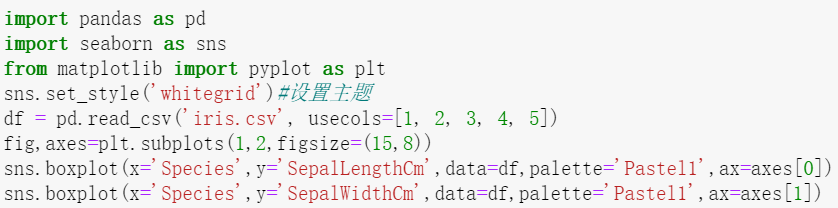 import pandas as pd
import seaborn as sns
from matplotlib import pyplot as plt
sns.set_style('whitegrid')#设置主题
df = pd.read_csv('iris.csv', usecols=[1, 2, 3, 4, 5])
fig,axes=plt.subplots(1,2,figsize=(15,8))
sns.boxplot(x='Species',y='SepalLengthCm',data=df,palette='Pastel1',ax=axes[0])
sns.boxplot(x='Species',y='SepalWidthCm',data=df,palette='Pastel1',ax=axes[1])